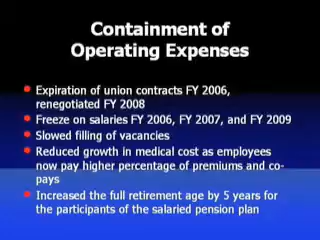 Containment of
Operating Expenses
• Expiration of union contracts FY 2006,
renegotiated FY 2008
• Freeze on salaries FY 2006, FY 2007, and FY 2009
• Slowed filling of vacancies
• Reduced growth in medical cost as employees
now pay higher percentage of premiums and co-
pays
• Increased the full retirement age by 5 years for
the participants of the salaried pension plan